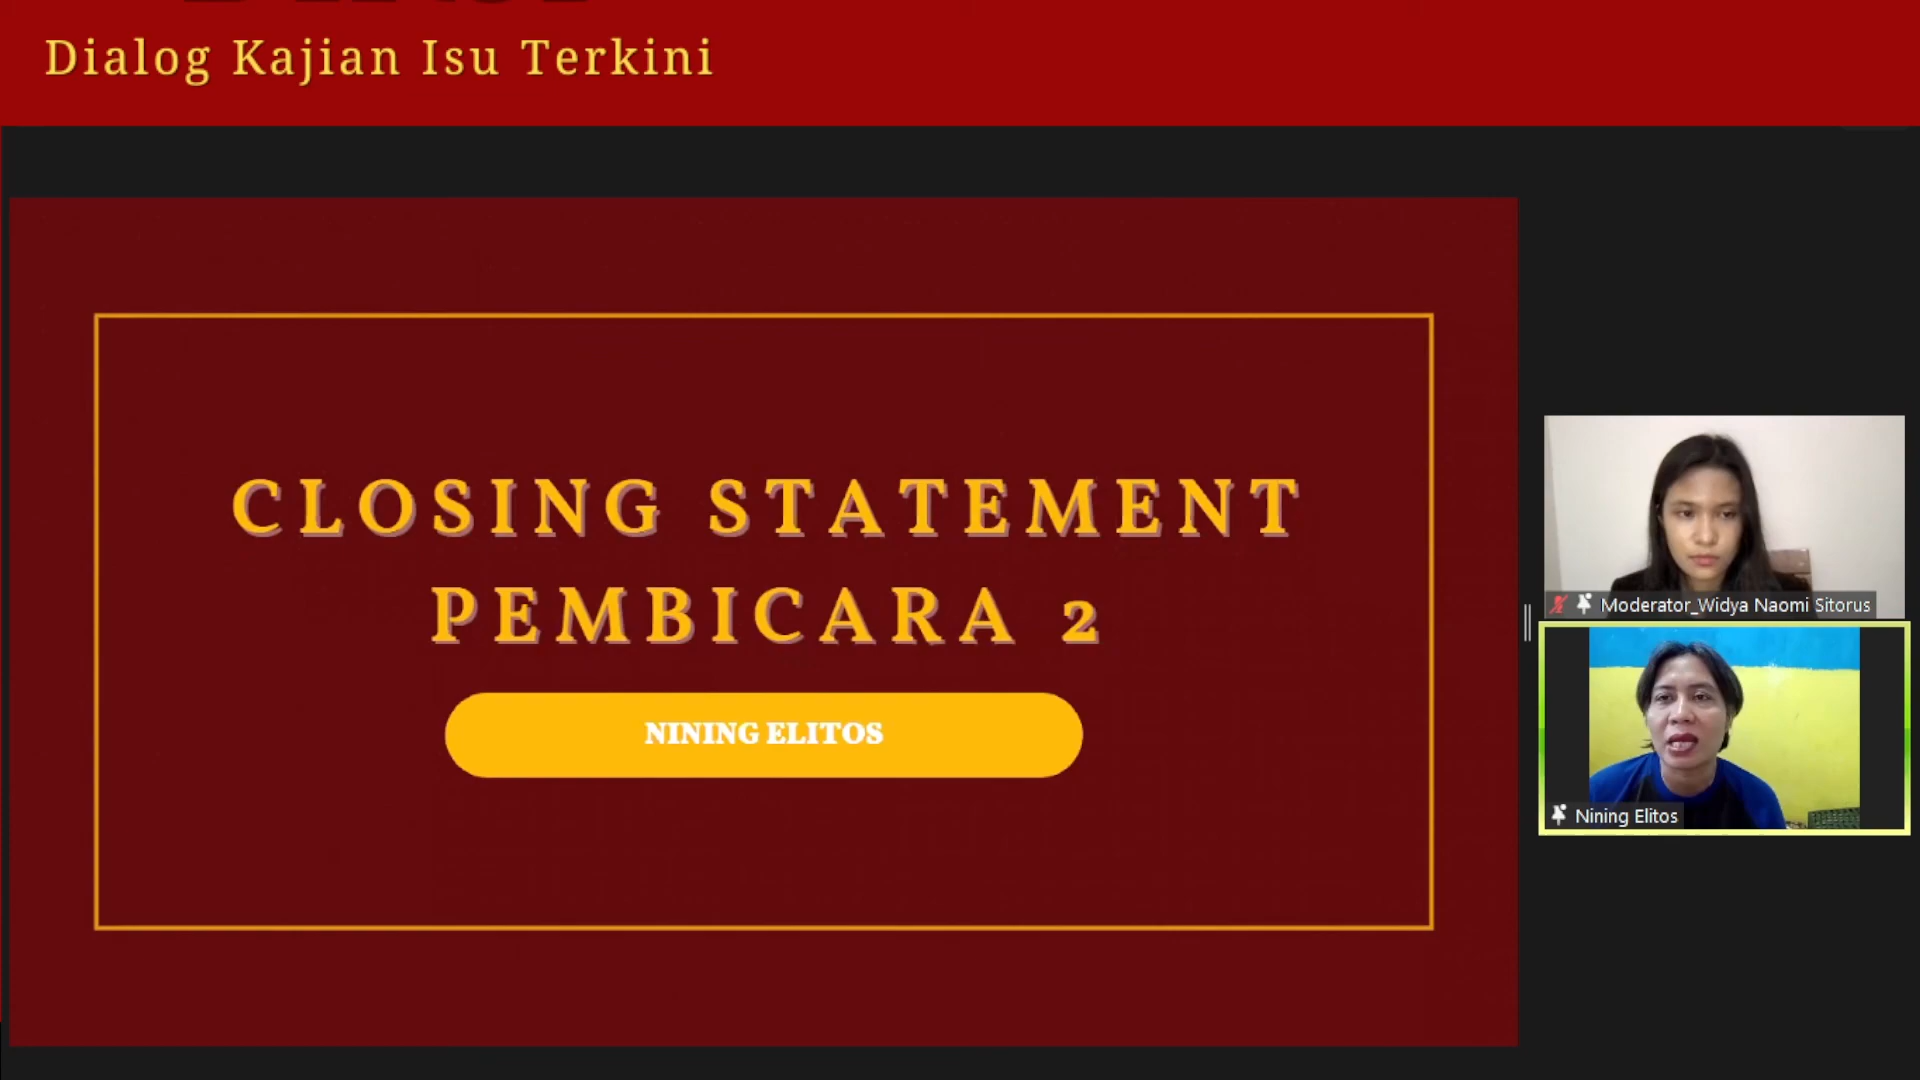 Dialog Kajian Isu Terkini
CLOSING STATEMENT
PEMBICARA 2
NINING ELITOS
Moderator_Widya Naomi Sitorus
Nining Elitos